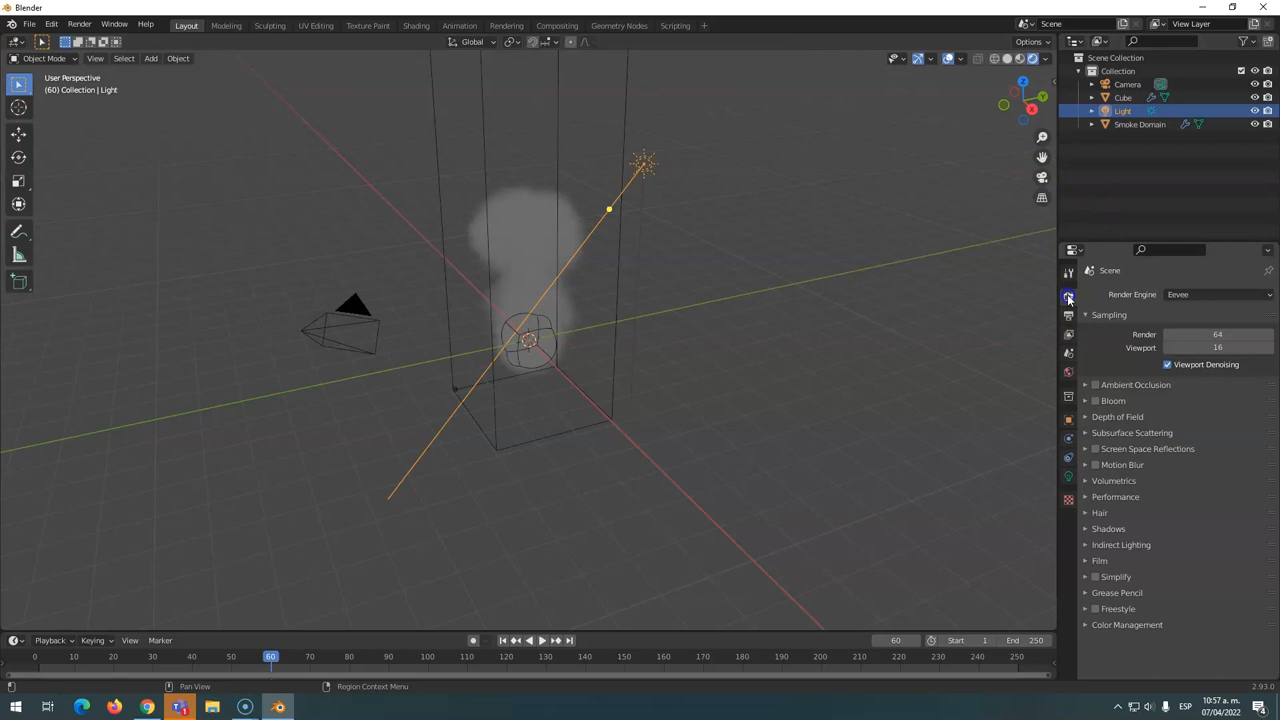 Blender
File Edit Render Window Help Layout Modeling Sculpting UV Editing Texture Paint Shading Animation Rendering Compositing Geometry Nodes Scripting + Scene View Layer
Global Options
Object Mode View Select Add Object
User Perspective
(60) Collection | Light
Z
Y
X
Scene Collection
Collection
Camera
Cube
Light
Smoke Domain
Scene
Render Engine Eevee
Sampling
Render 64
Viewport 16
Viewport Denoising
Ambient Occlusion
Bloom
Depth of Field
Subsurface Scattering
Screen Space Reflections
Motion Blur
Volumetrics
Performance
Hair
Shadows
Indirect Lighting
Film
Simplify
Grease Pencil
Freestyle
Color Management
Playback Keying View Marker 60 Start 1 End 250
0 10 20 30 40 50 60 70 80 90 100 110 120 130 140 150 160 170 180 190 200 210 220 230 240 250
Pan View Region Context Menu 2.93.0
ESP 10:57 a. m.
07/04/2022